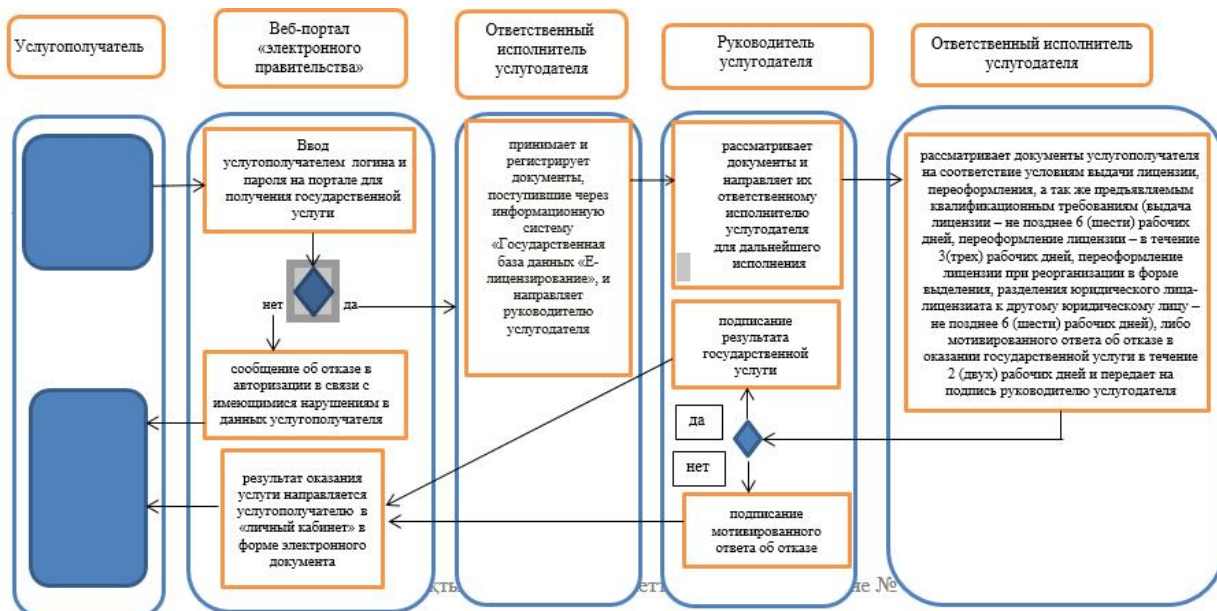 Услугополучатель
Веб-портал
«электронного
правительства»
Ответственный
исполнитель
услугодателя
Руководитель
услугодателя
Ответственный исполнитель
услугодателя
Ввод
услугополучателем логина и
пароля на портале для
получения государственной
услуги
нет
да
сообщение об отказе в
авторизации в связи с
имеющимися нарушениям в
данных услугополучателя
результат оказания
услуги направляется
услугополучателю в
«личный кабинет» в
форме электронного
документа
принимает и
регистрирует
документы,
поступившие через
информационную
систему
«Государственная
база данных «Е-
лицензирование», и
направляет
руководителю
услугодателя
рассматривает
документы и
направляет их
ответственному
исполнителю
услугодателя
для дальнейшего
исполнения
подписание
результата
государственной
услуги
да
нет
подписание
мотивированного
ответа об отказе
рассматривает документы услугополучателя
на соответствие условиям выдачи лицензии,
переоформления, а так же предъявляемым
квалификационным требованиям (выдача
лицензии – не позднее 6 (шести) рабочих
дней, переоформление лицензии – в течение
3(трех) рабочих дней, переоформление
лицензии при реорганизации в форме
выделения, разделения юридического лица-
лицензиата к другому юридическому лицу –
не позднее 6 (шести) рабочих дней), либо
мотивированного ответа об отказе в
оказании государственной услуги в течение
2 (двух) рабочих дней и передает на
подпись руководителю услугодателя
№